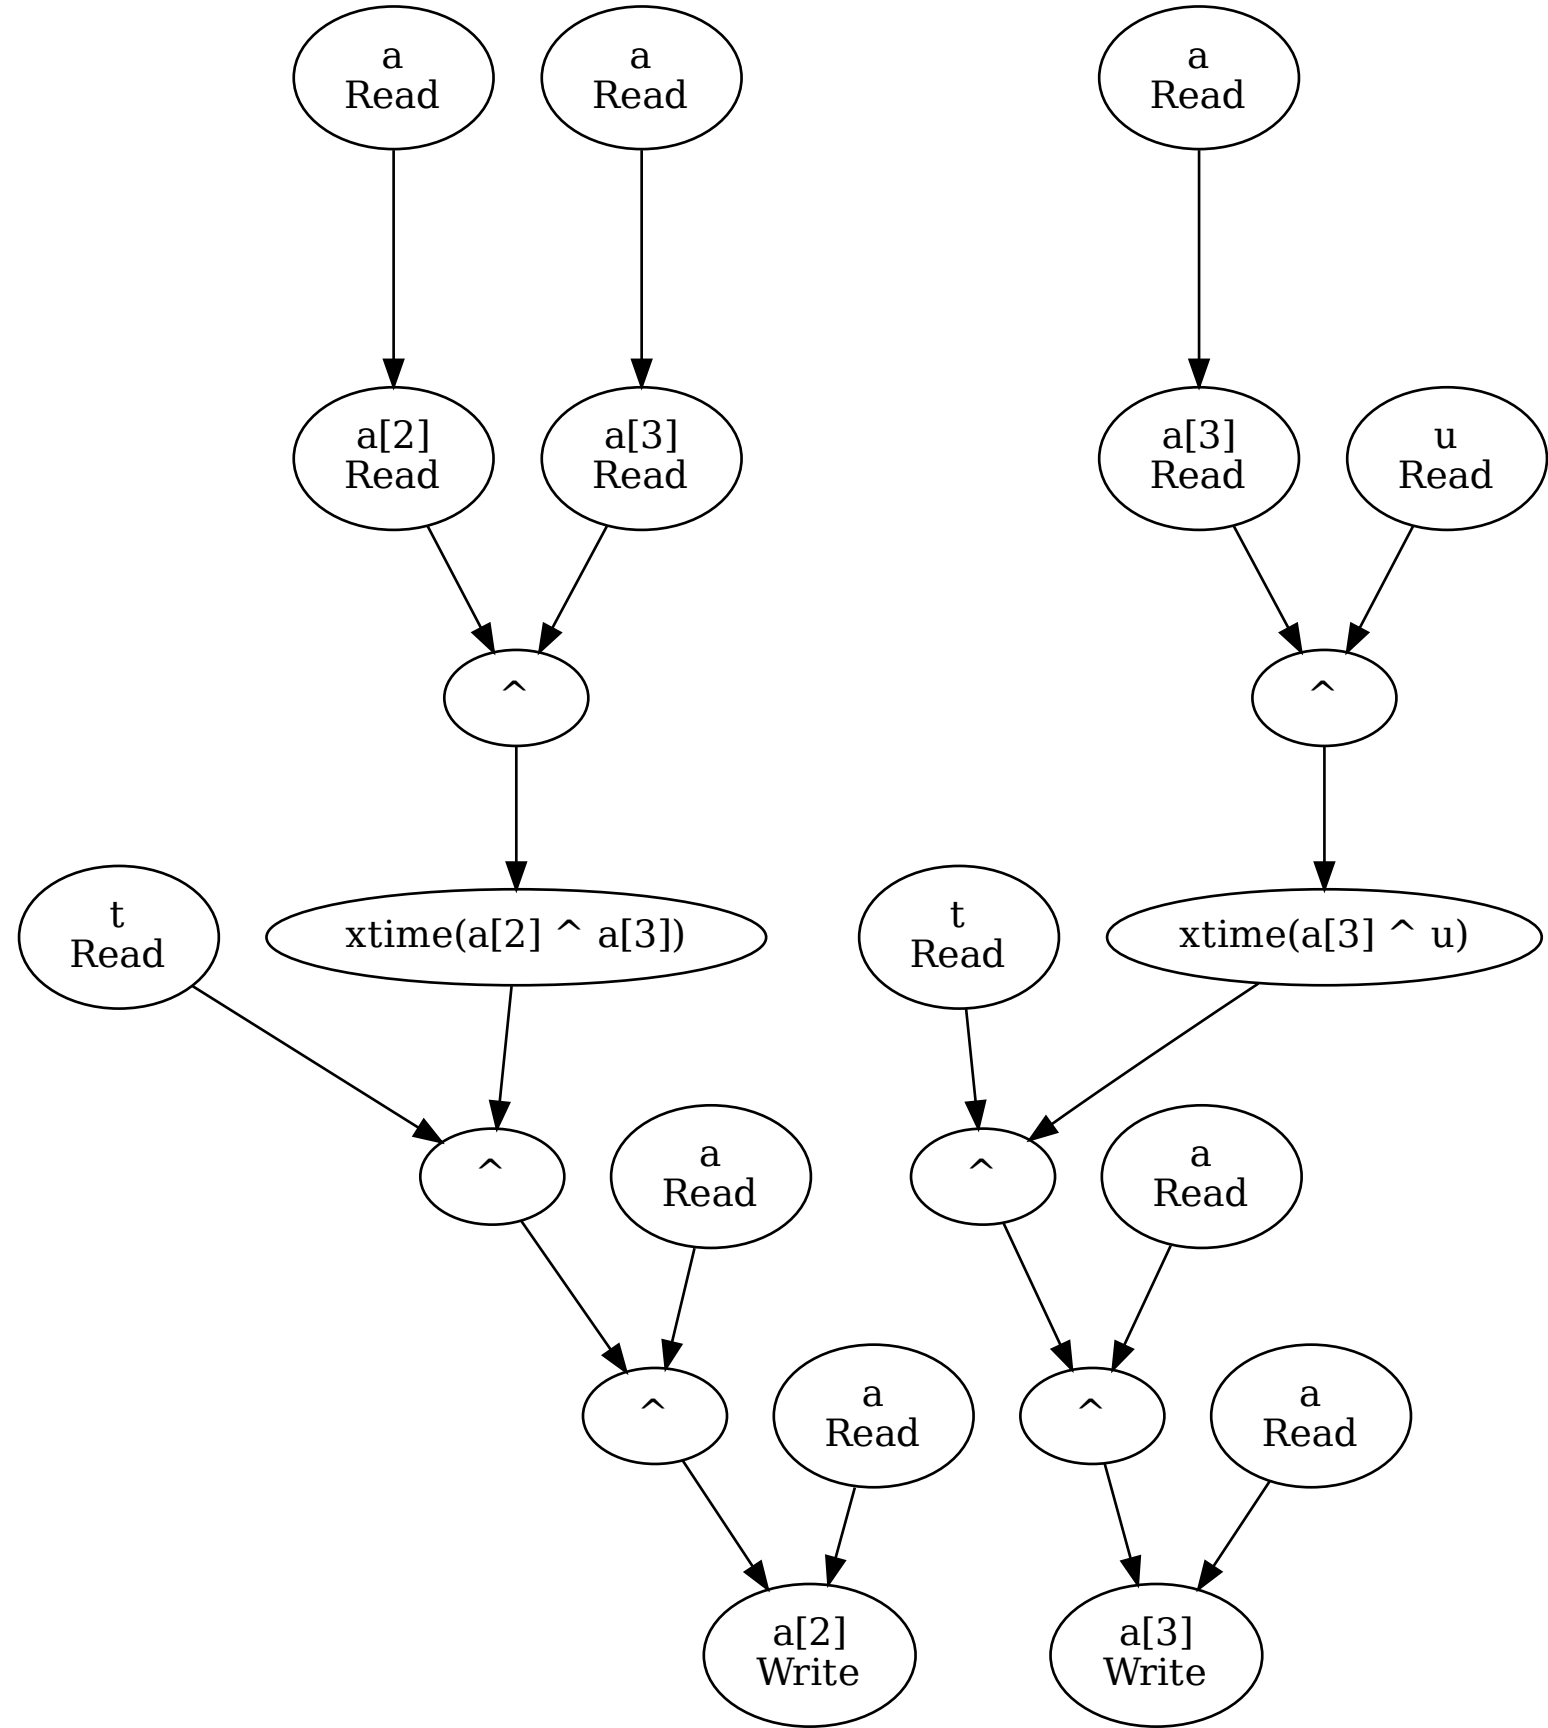 a
Read
a
Read
a
Read
a[2]
Read
a[3]
Read
a[3]
Read
u
Read
^
^
t
Read
xtime(a[2] ^ a[3])
t
Read
xtime(a[3] ^ u)
^
a
Read
^
a
Read
^
a
Read
^
a
Read
a[2]
Write
a[3]
Write